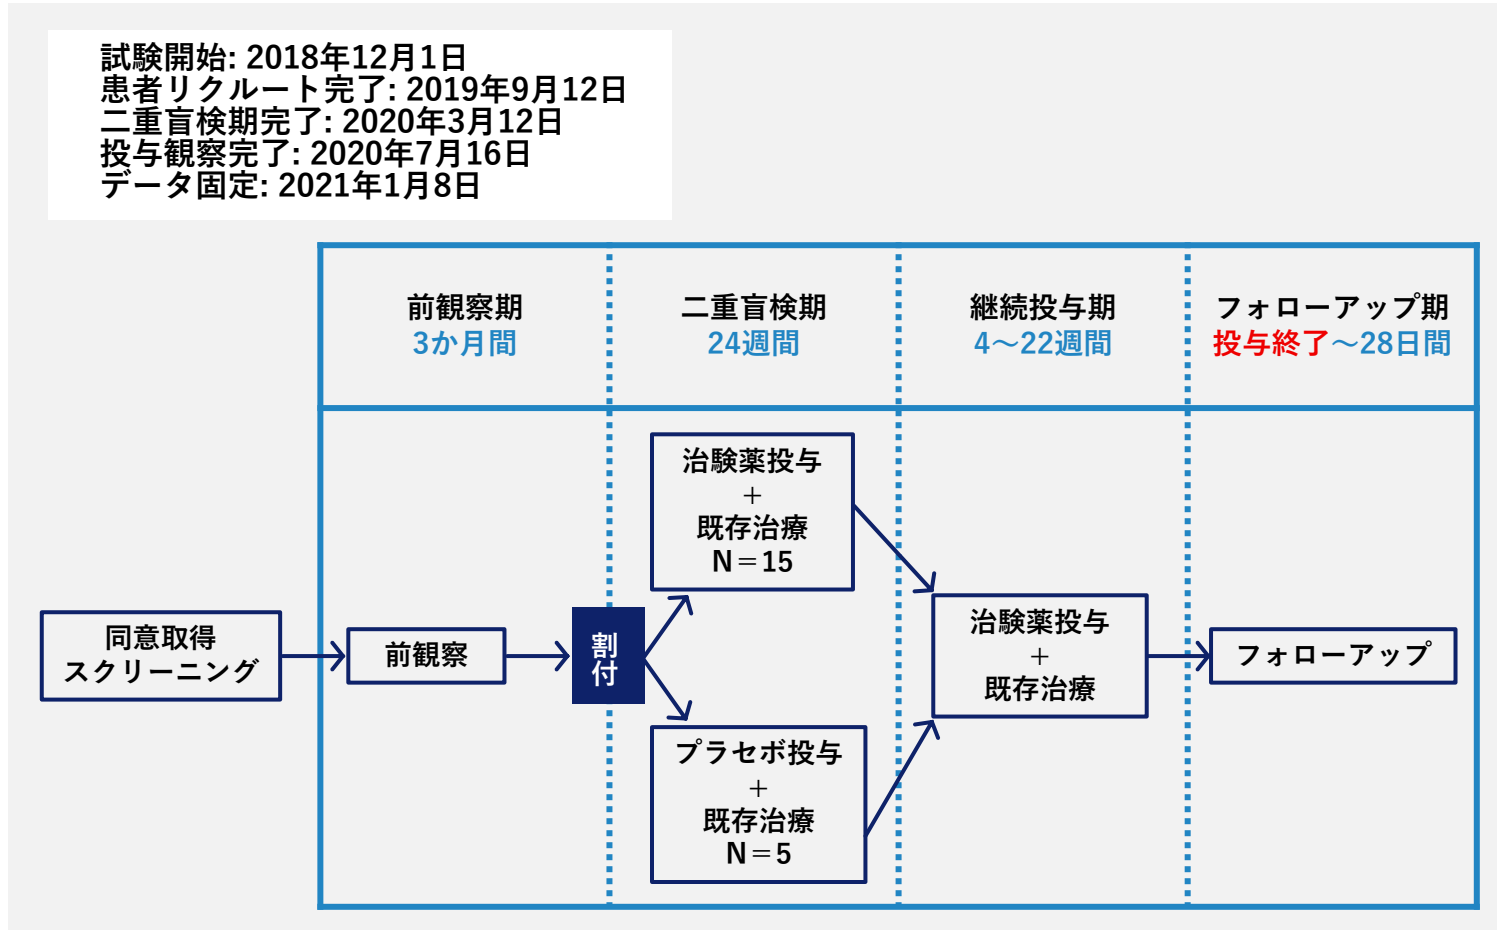 試験開始: 2018年12月1日
患者リクルート完了: 2019年9月12日
二重盲検期完了: 2020年3月12日
投与観察完了: 2020年7月16日
データ固定: 2021年1月8日
前観察期
3か月間
二重盲検期
24週間
継続投与期
4～22週間
フォローアップ期
投与終了～28日間
同意取得
スクリーニング
前観察
割付
治験薬投与
＋
既存治療
N＝15
プラセボ投与
＋
既存治療
N＝5
治験薬投与
＋
既存治療
フォローアップ